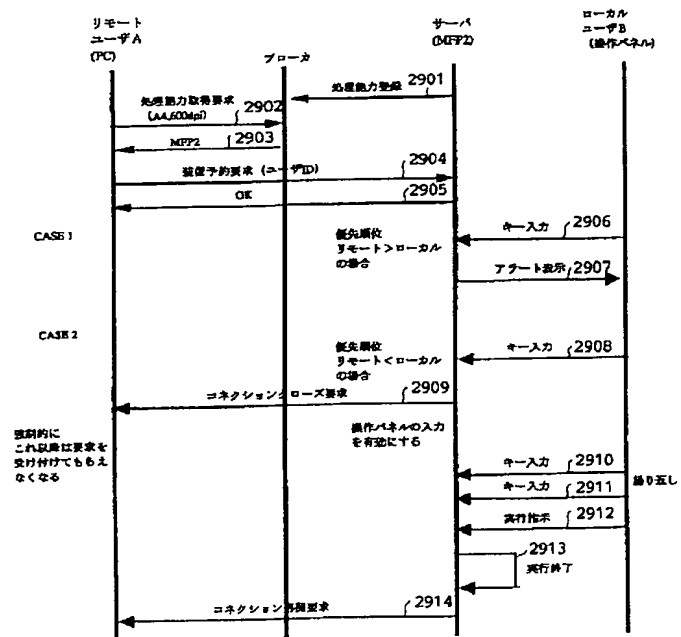 リモート
ユーザA
(PC)
ブローカ
サーバ
(MFP2)
ローカル
ユーザB
(操作パネル)
処理能力登録 2901
処理能力取得要求 2902
(A4,600dpi)
MFP2 2903
装置予約要求 (ユーザID) 2904
OK 2905
CASE 1
優先順位
リモート>ローカル
の場合
キー入力 2906
アラート表示 2907
CASE 2
優先順位
リモート<ローカル
の場合
キー入力 2908
コネクションクローズ要求 2909
強制的に
これ以降は要求を
受け付けてもらえ
なくなる
操作パネルの入力
を有効にする
キー入力 2910
キー入力 2911
繰り返し
実行指示 2912
2913
実行終了
コネクション再開要求 2914